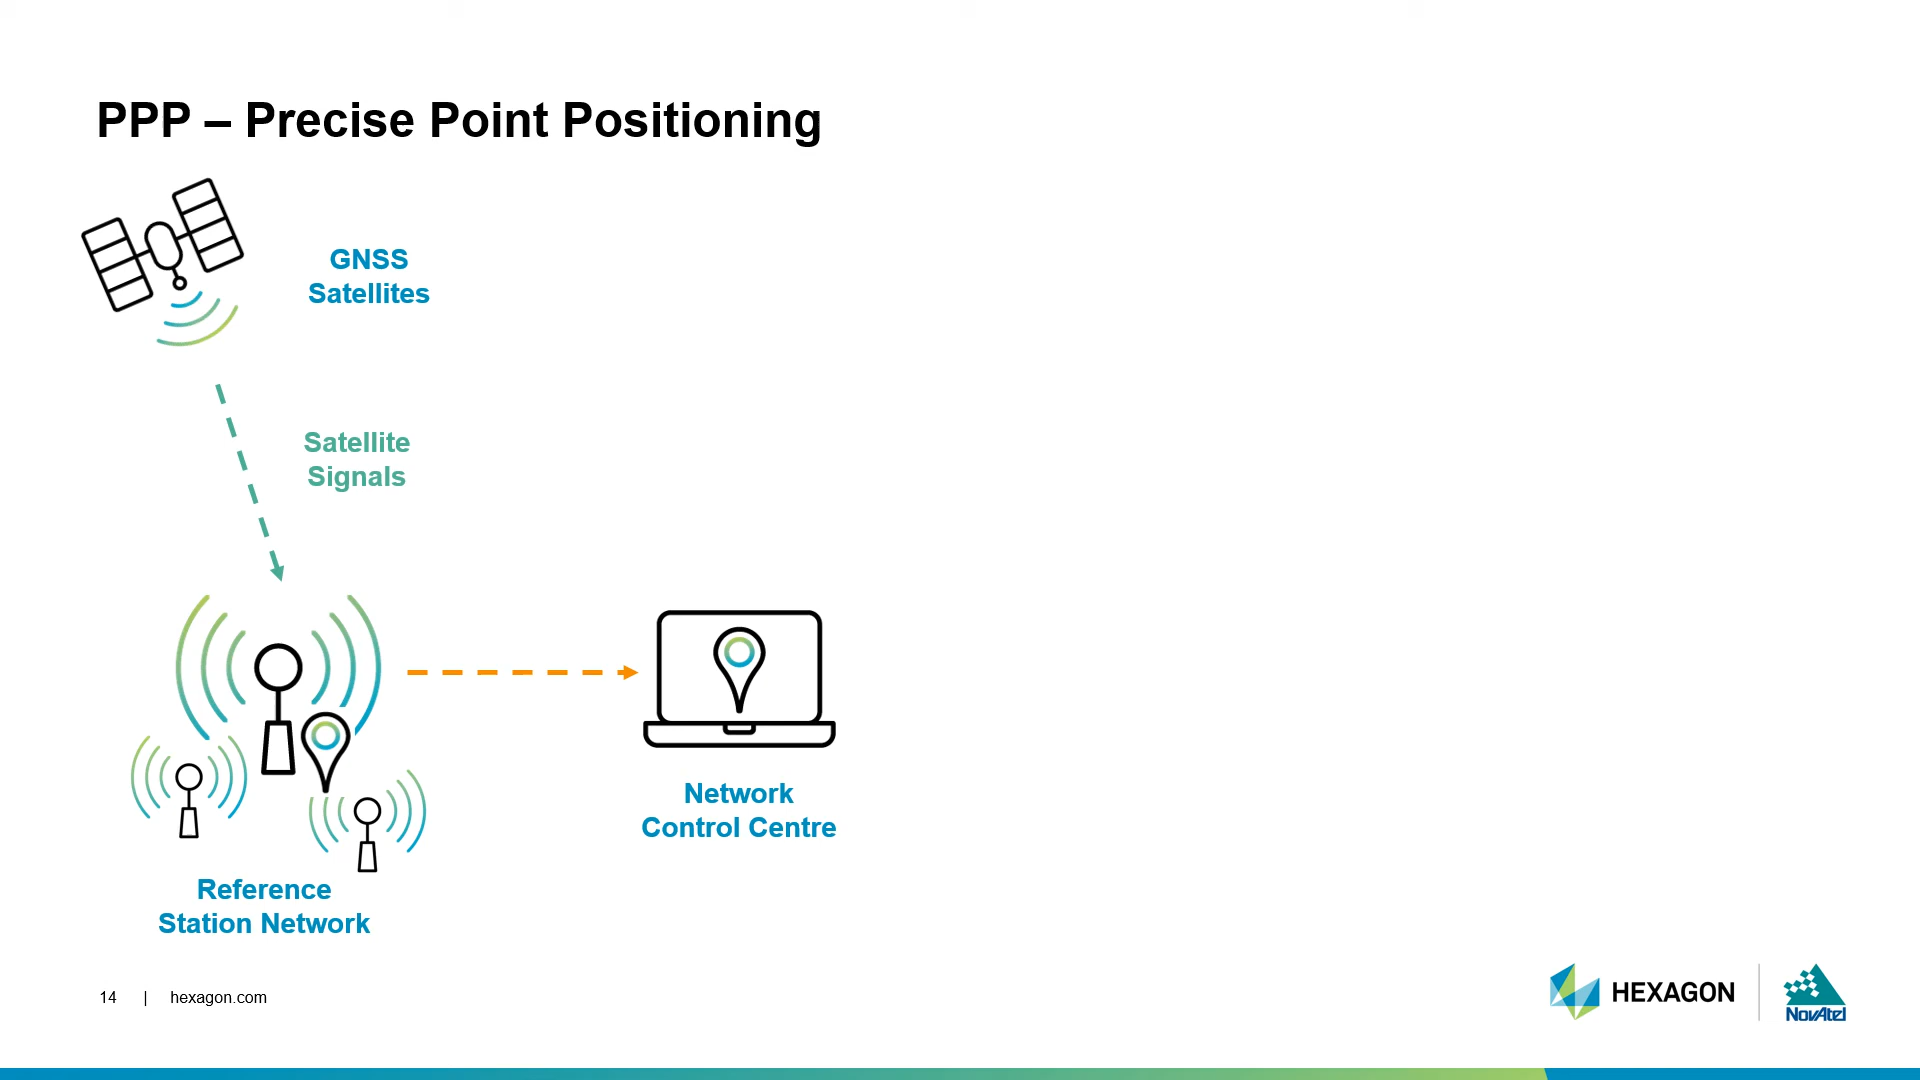 PPP – Precise Point Positioning
GNSS
Satellites
Satellite
Signals
Network
Control Centre
Reference
Station Network
14 | hexagon.com
HEXAGON
NovAtel